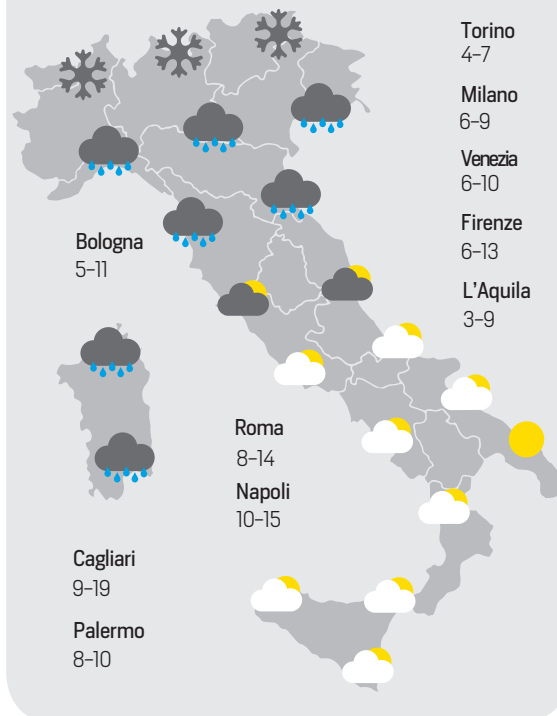 Torino
4–7
Milano
6–9
Venezia
6–10
Firenze
6–13
L'Aquila
3–9
Bologna
5–11
Roma
8–14
Napoli
10–15
Cagliari
9–19
Palermo
8–10